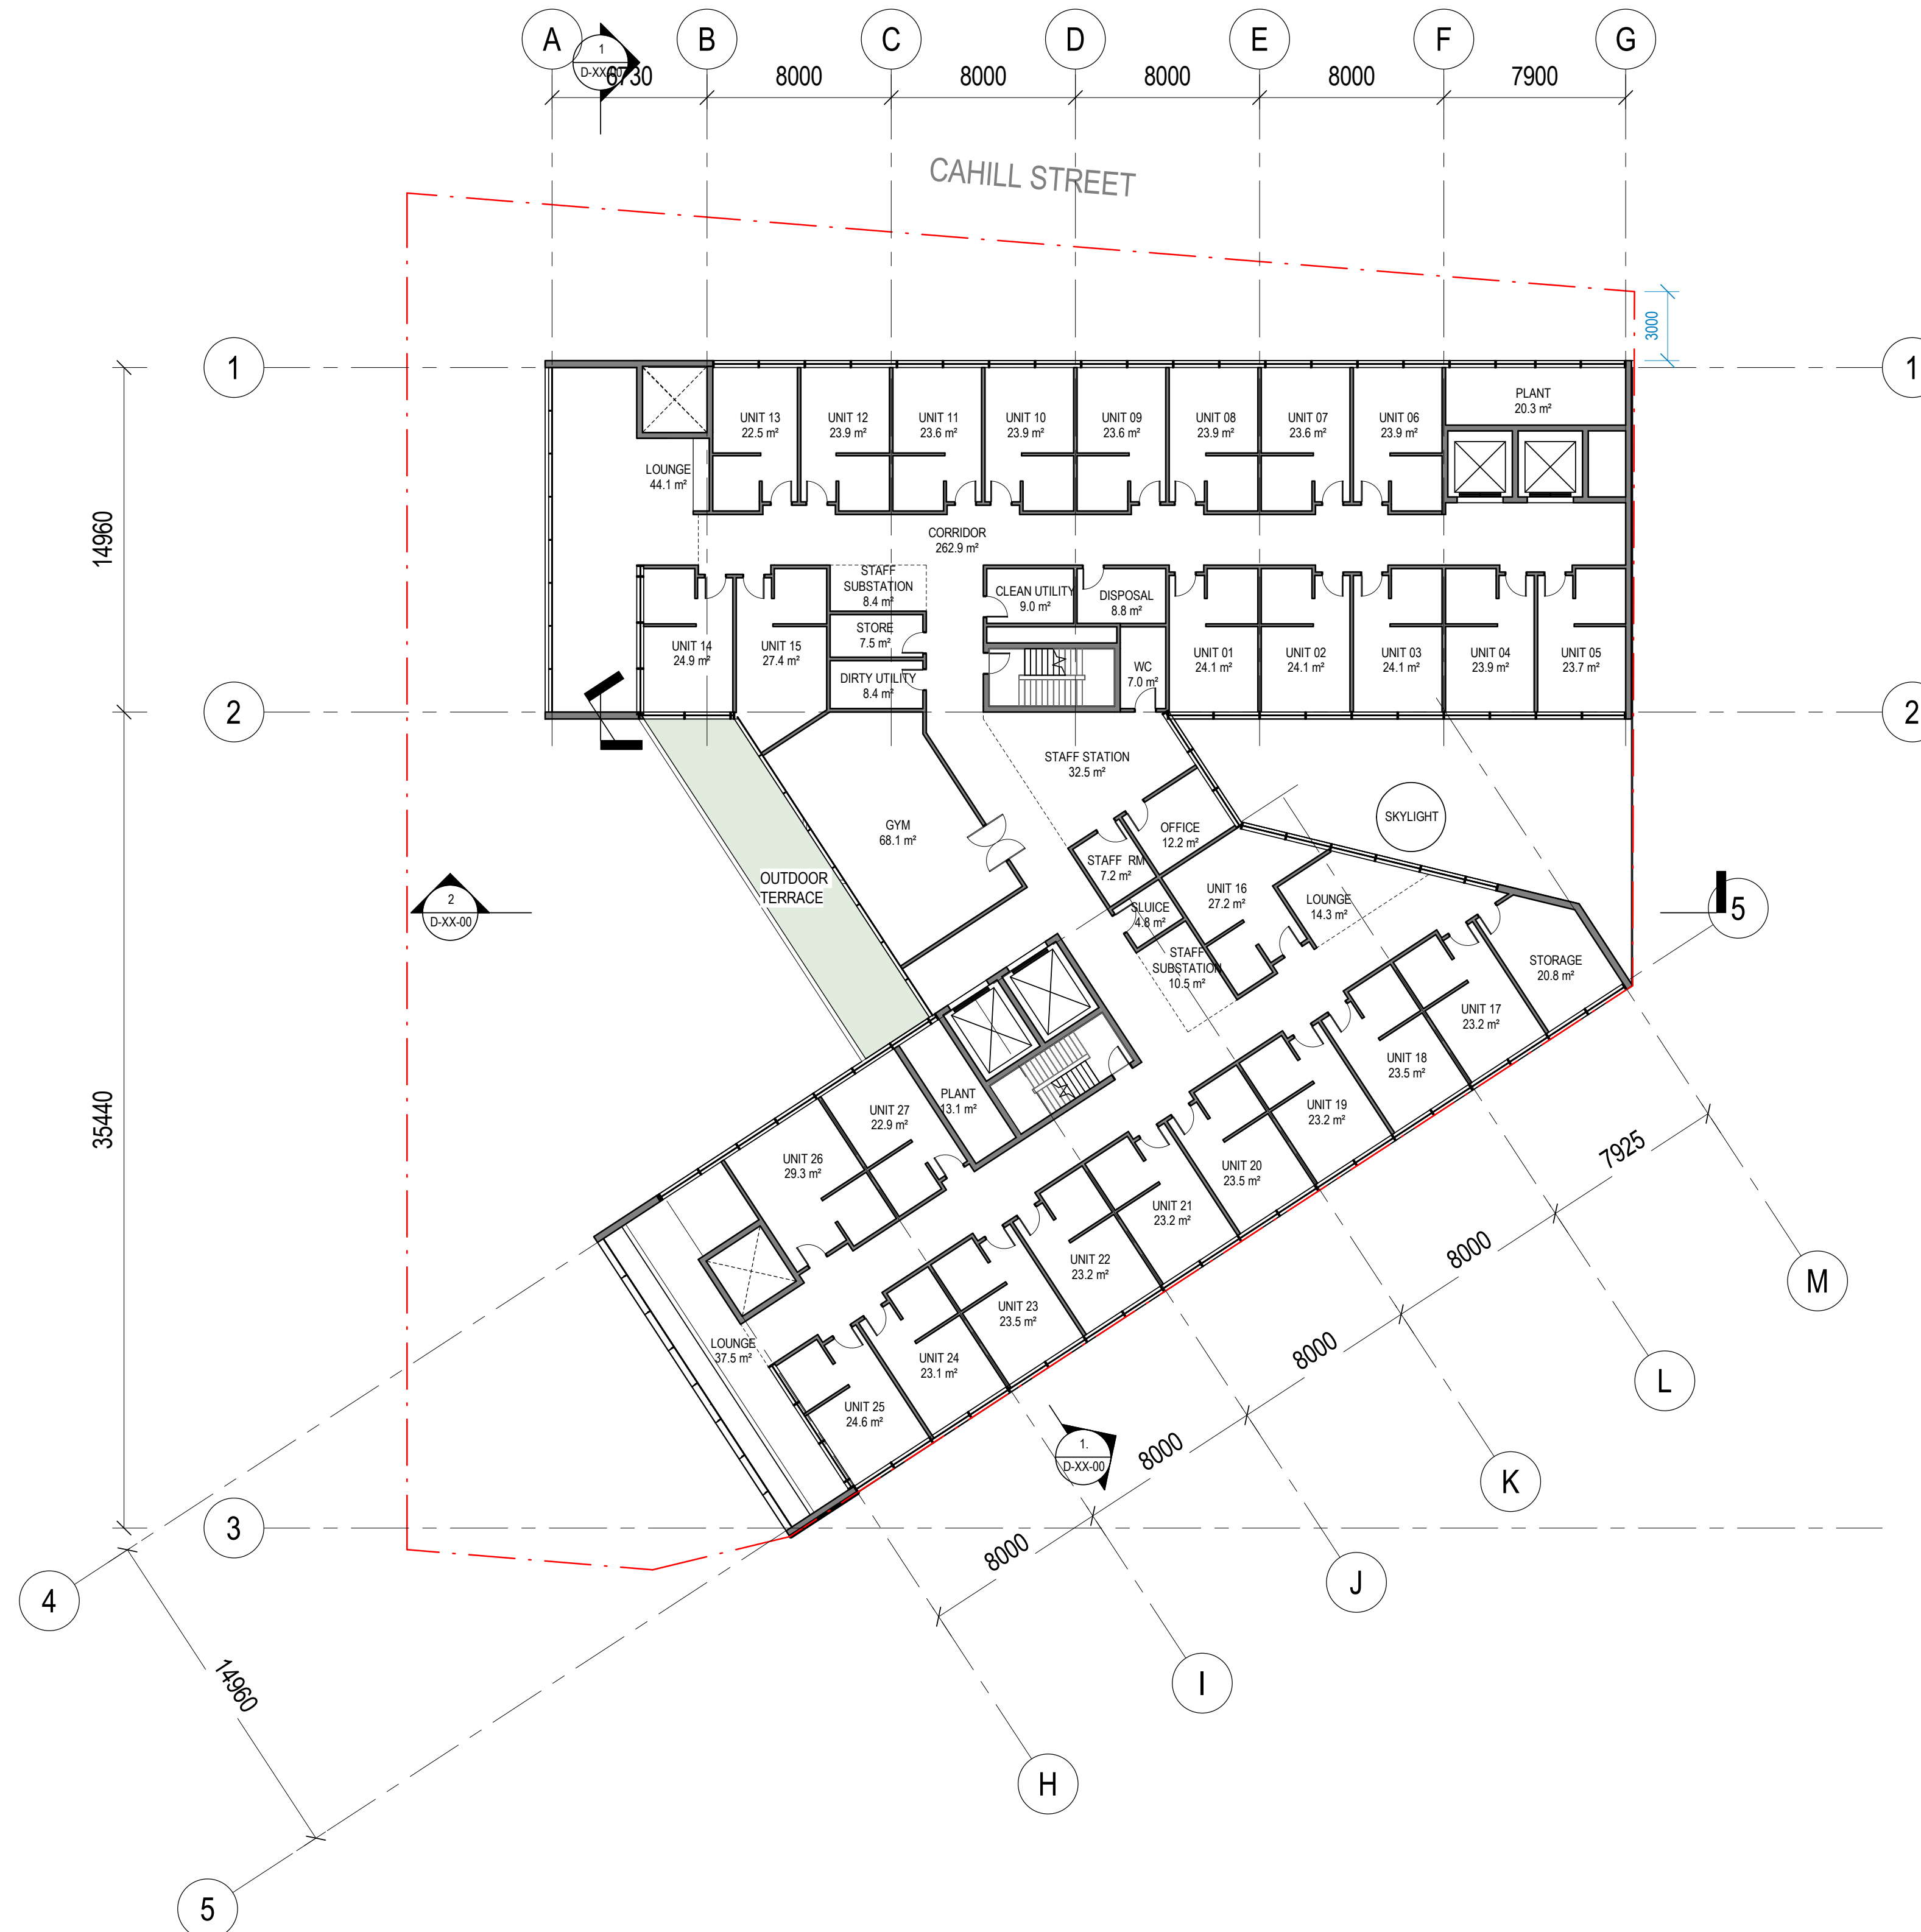 A
B
C
D
E
F
G
1
D-XX-00
6730
8000
8000
8000
8000
7900
CAHILL STREET
3000
1
1
PLANT
20.3 m²
UNIT 13
22.5 m²
UNIT 12
23.9 m²
UNIT 11
23.6 m²
UNIT 10
23.9 m²
UNIT 09
23.6 m²
UNIT 08
23.9 m²
UNIT 07
23.6 m²
UNIT 06
23.9 m²
LOUNGE
44.1 m²
14960
CORRIDOR
262.9 m²
STAFF
SUBSTATION
8.4 m²
CLEAN UTILITY
9.0 m²
DISPOSAL
8.8 m²
STORE
7.5 m²
UNIT 14
24.9 m²
UNIT 15
27.4 m²
DIRTY UTILITY
8.4 m²
WC
7.0 m²
UNIT 01
24.1 m²
UNIT 02
24.1 m²
UNIT 03
24.1 m²
UNIT 04
23.9 m²
UNIT 05
23.7 m²
2
2
STAFF STATION
32.5 m²
GYM
68.1 m²
OFFICE
12.2 m²
SKYLIGHT
STAFF RM
7.2 m²
OUTDOOR
TERRACE
UNIT 16
27.2 m²
LOUNGE
14.3 m²
2
D-XX-00
5
SLUICE
4.8 m²
STAFF
SUBSTATION
10.5 m²
STORAGE
20.8 m²
UNIT 17
23.2 m²
UNIT 18
23.5 m²
35440
PLANT
13.1 m²
UNIT 27
22.9 m²
UNIT 19
23.2 m²
UNIT 26
29.3 m²
UNIT 20
23.5 m²
7925
UNIT 21
23.2 m²
UNIT 22
23.2 m²
8000
M
UNIT 23
23.5 m²
LOUNGE
37.5 m²
UNIT 24
23.1 m²
8000
L
UNIT 25
24.6 m²
1.
D-XX-00
8000
K
3
8000
J
4
I
14960
H
5